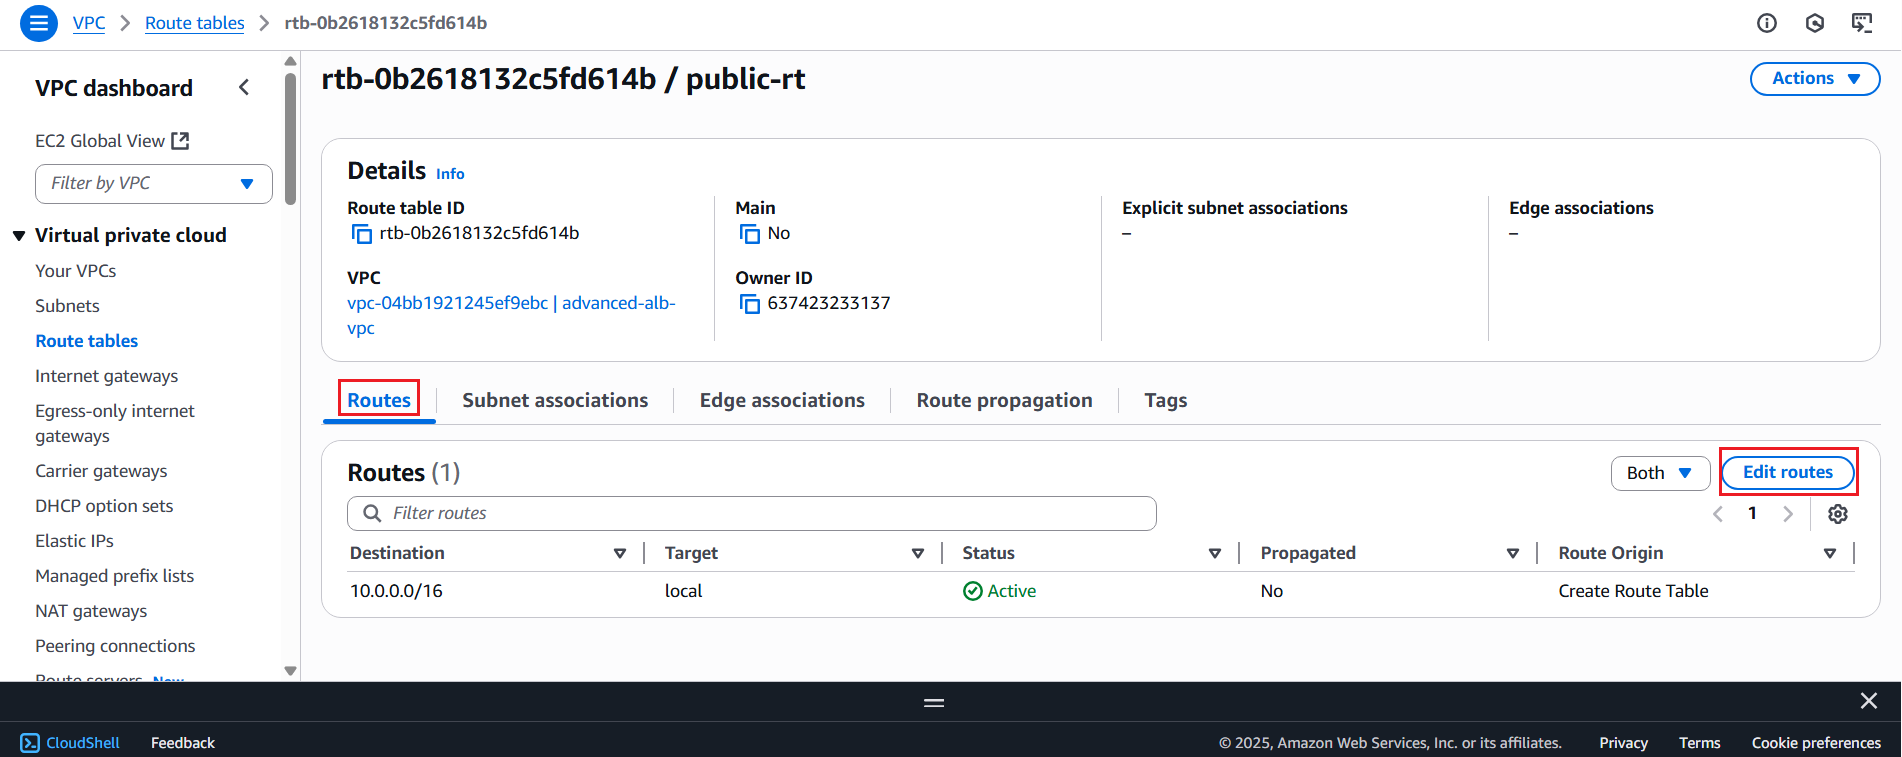 VPC > Route tables > rtb-0b2618132c5fd614b
VPC dashboard
EC2 Global View
Filter by VPC
Virtual private cloud
Your VPCs
Subnets
Route tables
Internet gateways
Egress-only internet
gateways
Carrier gateways
DHCP option sets
Elastic IPs
Managed prefix lists
NAT gateways
Peering connections
Route servers New
rtb-0b2618132c5fd614b / public-rt
Actions
Details Info
Route table ID
rtb-0b2618132c5fd614b
Main
No
Explicit subnet associations
–
Edge associations
–
VPC
vpc-04bb1921245ef9ebc | advanced-alb-
vpc
Owner ID
637423233137
Routes Subnet associations Edge associations Route propagation Tags
Routes (1)
Both
Edit routes
Filter routes
1
Destination Target Status Propagated Route Origin
10.0.0.0/16 local Active No Create Route Table
CloudShell Feedback © 2025, Amazon Web Services, Inc. or its affiliates. Privacy Terms Cookie preferences